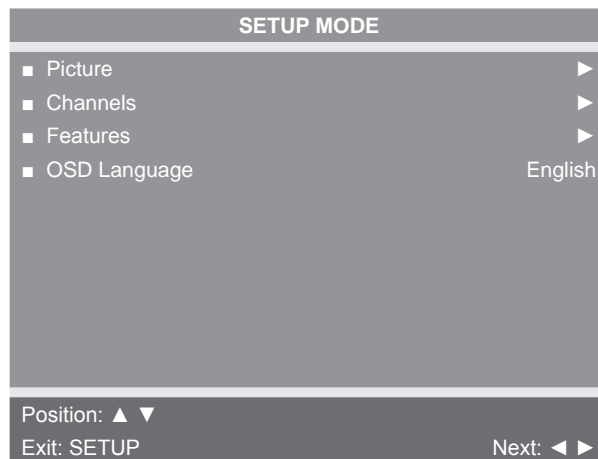 SETUP MODE
■ Picture ►
■ Channels ►
■ Features ►
■ OSD Language English
Position: ▲ ▼
Exit: SETUP Next: ◄ ►